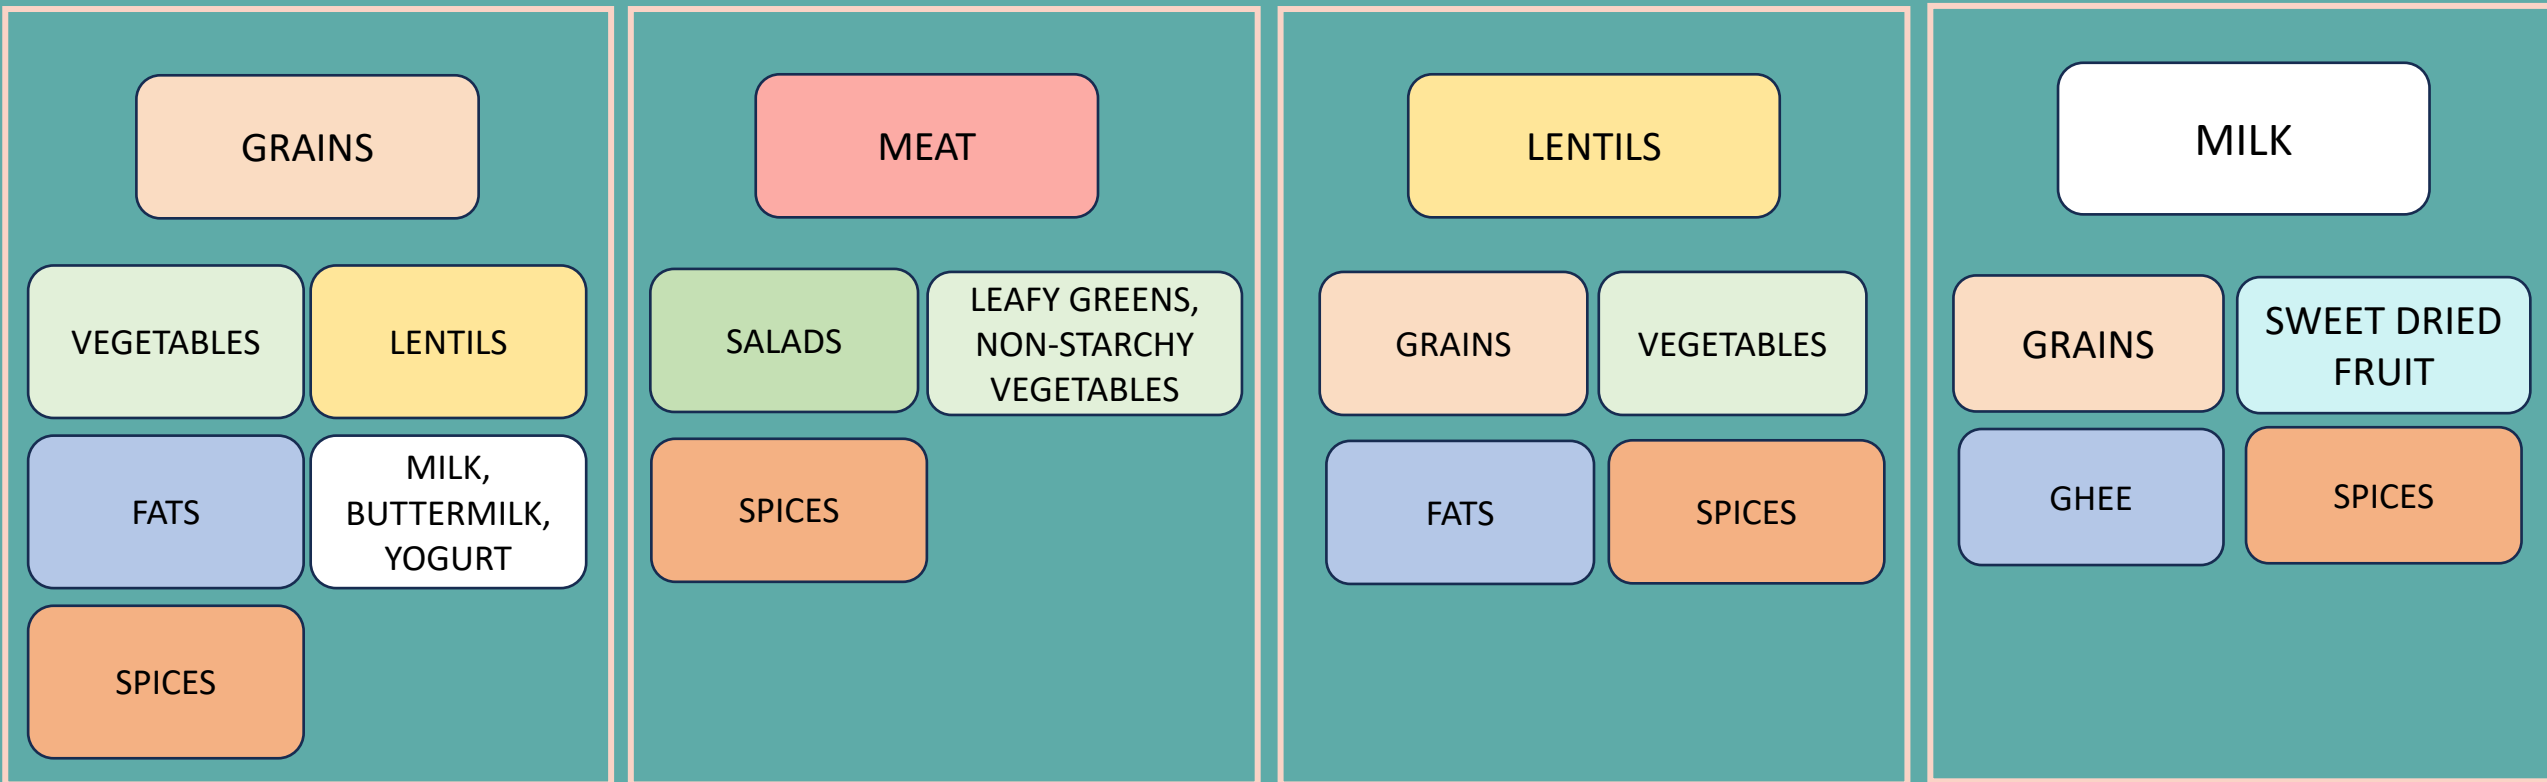 GRAINS
VEGETABLES
LENTILS
FATS
MILK,
BUTTERMILK,
YOGURT
SPICES
MEAT
SALADS
LEAFY GREENS,
NON-STARCHY
VEGETABLES
SPICES
LENTILS
GRAINS
VEGETABLES
FATS
SPICES
MILK
GRAINS
SWEET DRIED
FRUIT
GHEE
SPICES